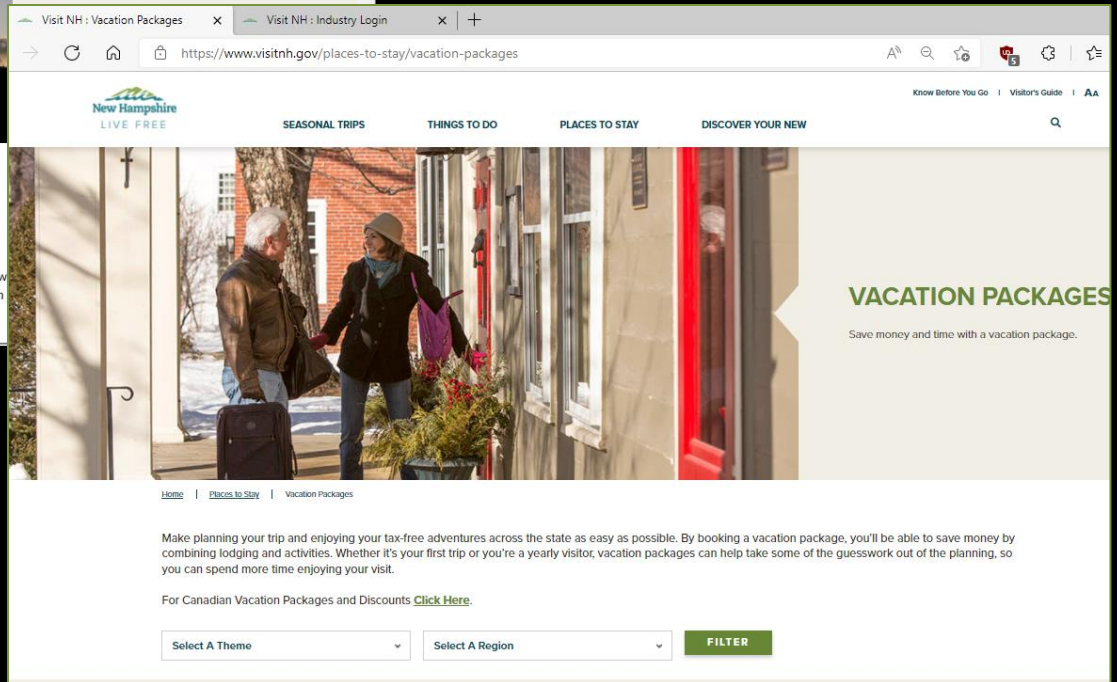 Visit NH : Vacation Packages
Visit NH : Industry Login
https://www.visitnh.gov/places-to-stay/vacation-packages
5
Know Before You Go | Visitor's Guide | AA
New Hampshire
LIVE FREE
SEASONAL TRIPS THINGS TO DO PLACES TO STAY DISCOVER YOUR NEW
VACATION PACKAGES
Save money and time with a vacation package.
Home | Places to Stay | Vacation Packages
Make planning your trip and enjoying your tax-free adventures across the state as easy as possible. By booking a vacation package, you'll be able to save money by
combining lodging and activities. Whether it's your first trip or you're a yearly visitor, vacation packages can help take some of the guesswork out of the planning, so
you can spend more time enjoying your visit.
For Canadian Vacation Packages and Discounts Click Here.
Select A Theme Select A Region FILTER